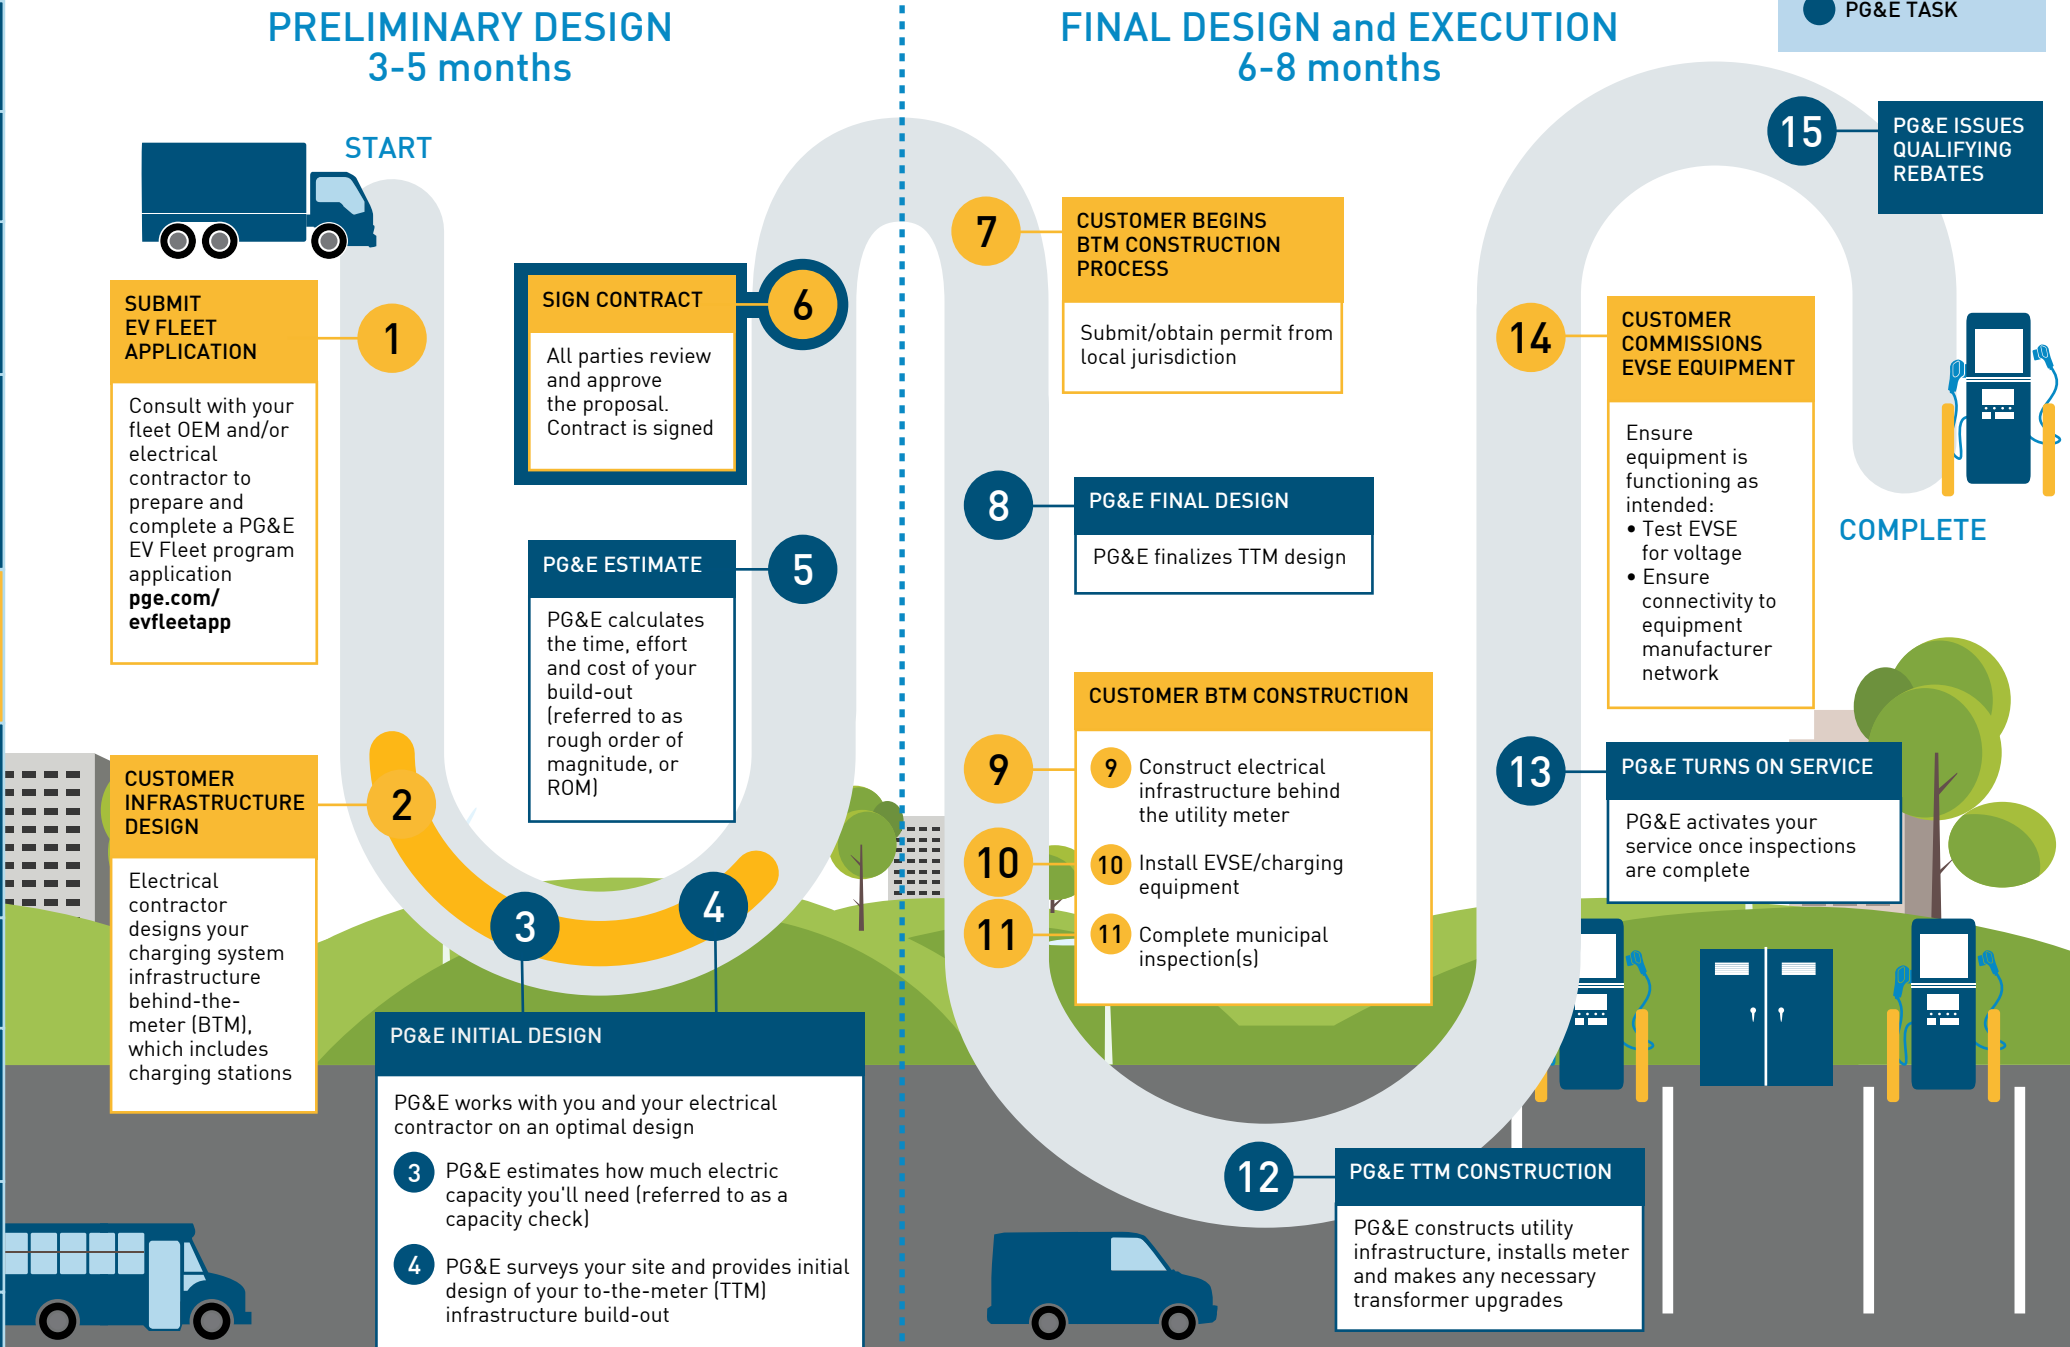 PRELIMINARY DESIGN
3-5 months
FINAL DESIGN and EXECUTION
6-8 months
PG&E TASK
START
1
SUBMIT
EV FLEET
APPLICATION
Consult with your
fleet OEM and/or
electrical
contractor to
prepare and
complete a PG&E
EV Fleet program
application
pge.com/
evfleetapp
2
CUSTOMER
INFRASTRUCTURE
DESIGN
Electrical
contractor
designs your
charging system
infrastructure
behind-the-
meter (BTM),
which includes
charging stations
3
4
PG&E INITIAL DESIGN
PG&E works with you and your electrical
contractor on an optimal design
3 PG&E estimates how much electric
capacity you'll need (referred to as a
capacity check)
4 PG&E surveys your site and provides initial
design of your to-the-meter (TTM)
infrastructure build-out
5
PG&E ESTIMATE
PG&E calculates
the time, effort
and cost of your
build-out
(referred to as
rough order of
magnitude, or
ROM)
6
SIGN CONTRACT
All parties review
and approve
the proposal.
Contract is signed
7
CUSTOMER BEGINS
BTM CONSTRUCTION
PROCESS
Submit/obtain permit from
local jurisdiction
8
PG&E FINAL DESIGN
PG&E finalizes TTM design
CUSTOMER BTM CONSTRUCTION
9
9 Construct electrical
infrastructure behind
the utility meter
10
10 Install EVSE/charging
equipment
11
11 Complete municipal
inspection(s)
12
PG&E TTM CONSTRUCTION
PG&E constructs utility
infrastructure, installs meter
and makes any necessary
transformer upgrades
13
PG&E TURNS ON SERVICE
PG&E activates your
service once inspections
are complete
14
CUSTOMER
COMMISSIONS
EVSE EQUIPMENT
Ensure
equipment is
functioning as
intended:
• Test EVSE
for voltage
• Ensure
connectivity to
equipment
manufacturer
network
15
PG&E ISSUES
QUALIFYING
REBATES
COMPLETE